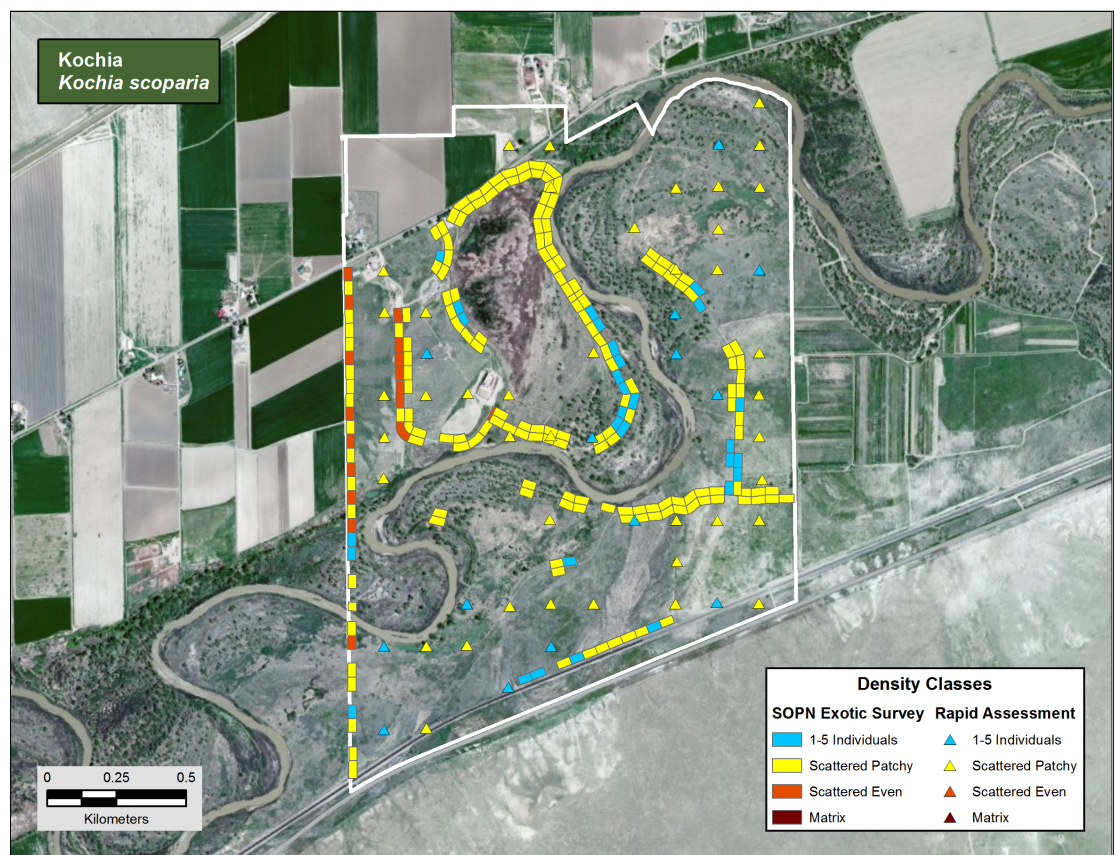 Kochia
Kochia scoparia
Density Classes
SOPN Exotic Survey Rapid Assessment
1-5 Individuals 1-5 Individuals
Scattered Patchy Scattered Patchy
Scattered Even Scattered Even
Matrix Matrix
0 0.25 0.5
Kilometers